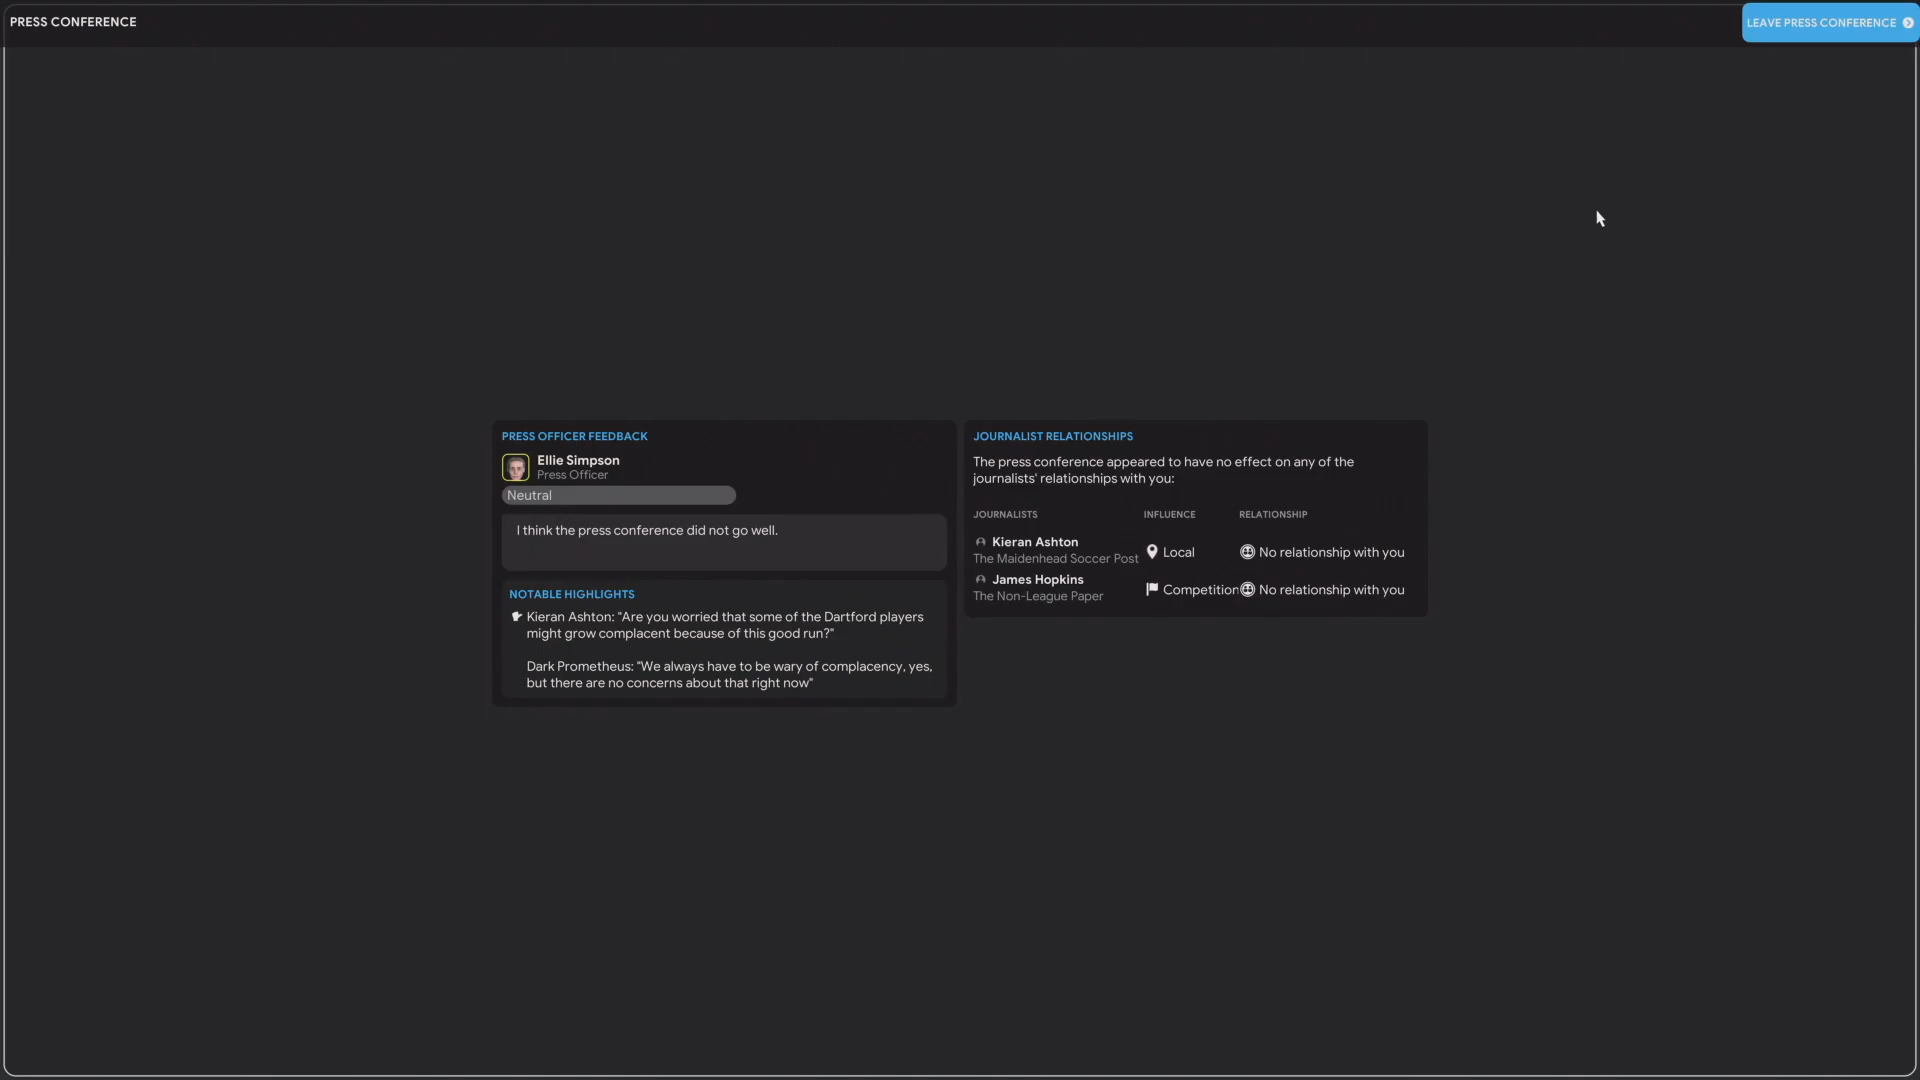 PRESS CONFERENCE
LEAVE PRESS CONFERENCE
PRESS OFFICER FEEDBACK
Ellie Simpson
Press Officer
Neutral
I think the press conference did not go well.
NOTABLE HIGHLIGHTS
Kieran Ashton: "Are you worried that some of the Dartford players
might grow complacent because of this good run?"
Dark Prometheus: "We always have to be wary of complacency, yes,
but there are no concerns about that right now"
JOURNALIST RELATIONSHIPS
The press conference appeared to have no effect on any of the
journalists' relationships with you:
JOURNALISTS INFLUENCE RELATIONSHIP
Kieran Ashton
The Maidenhead Soccer Post
Local
No relationship with you
James Hopkins
The Non-League Paper
Competition
No relationship with you